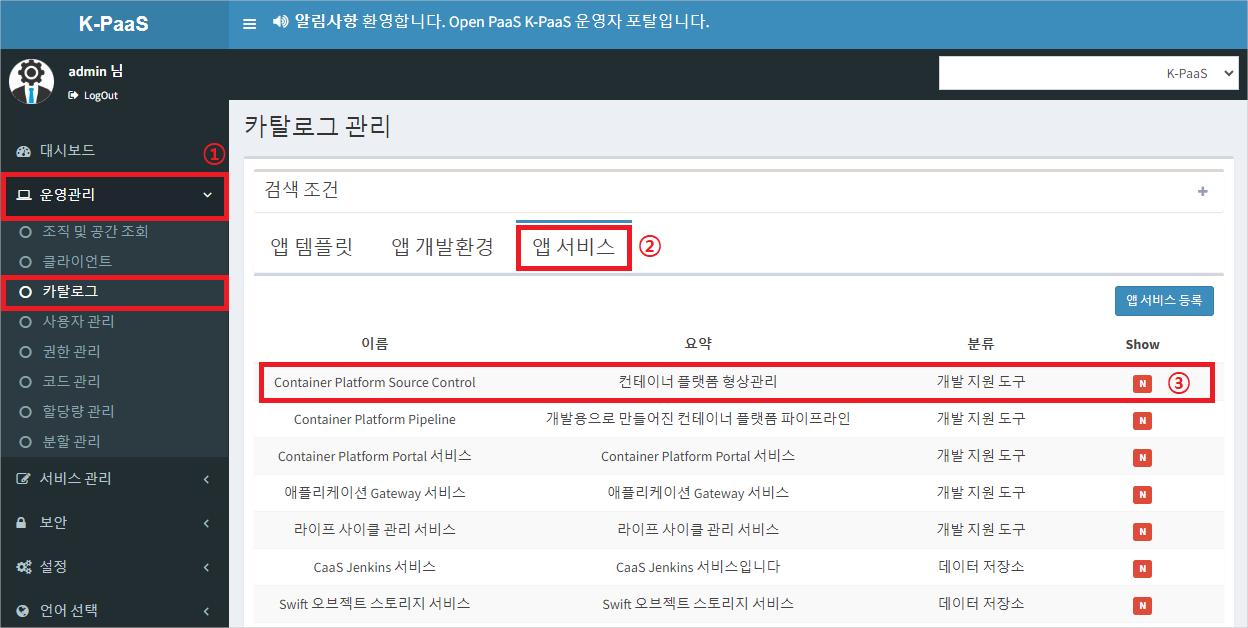 K-PaaS
알림사항 환영합니다. Open PaaS K-PaaS 운영자 포탈입니다.
admin 님
LogOut
K-PaaS
대시보드
①
운영관리
조직 및 공간 조회
클라이언트
카탈로그
사용자 관리
권한 관리
코드 관리
할당량 관리
분할 관리
서비스 관리
보안
설정
언어 선택
카탈로그 관리
검색 조건
앱 템플릿 앱 개발환경 앱 서비스 ②
앱 서비스 등록
이름 요약 분류 Show
Container Platform Source Control 컨테이너 플랫폼 형상관리 개발 지원 도구 N ③
Container Platform Pipeline 개발용으로 만들어진 컨테이너 플랫폼 파이프라인 개발 지원 도구 N
Container Platform Portal 서비스 Container Platform Portal 서비스 개발 지원 도구 N
애플리케이션 Gateway 서비스 애플리케이션 Gateway 서비스 개발 지원 도구 N
라이프 사이클 관리 서비스 라이프 사이클 관리 서비스 개발 지원 도구 N
CaaS Jenkins 서비스 CaaS Jenkins 서비스입니다 데이터 저장소 N
Swift 오브젝트 스토리지 서비스 Swift 오브젝트 스토리지 서비스 데이터 저장소 N